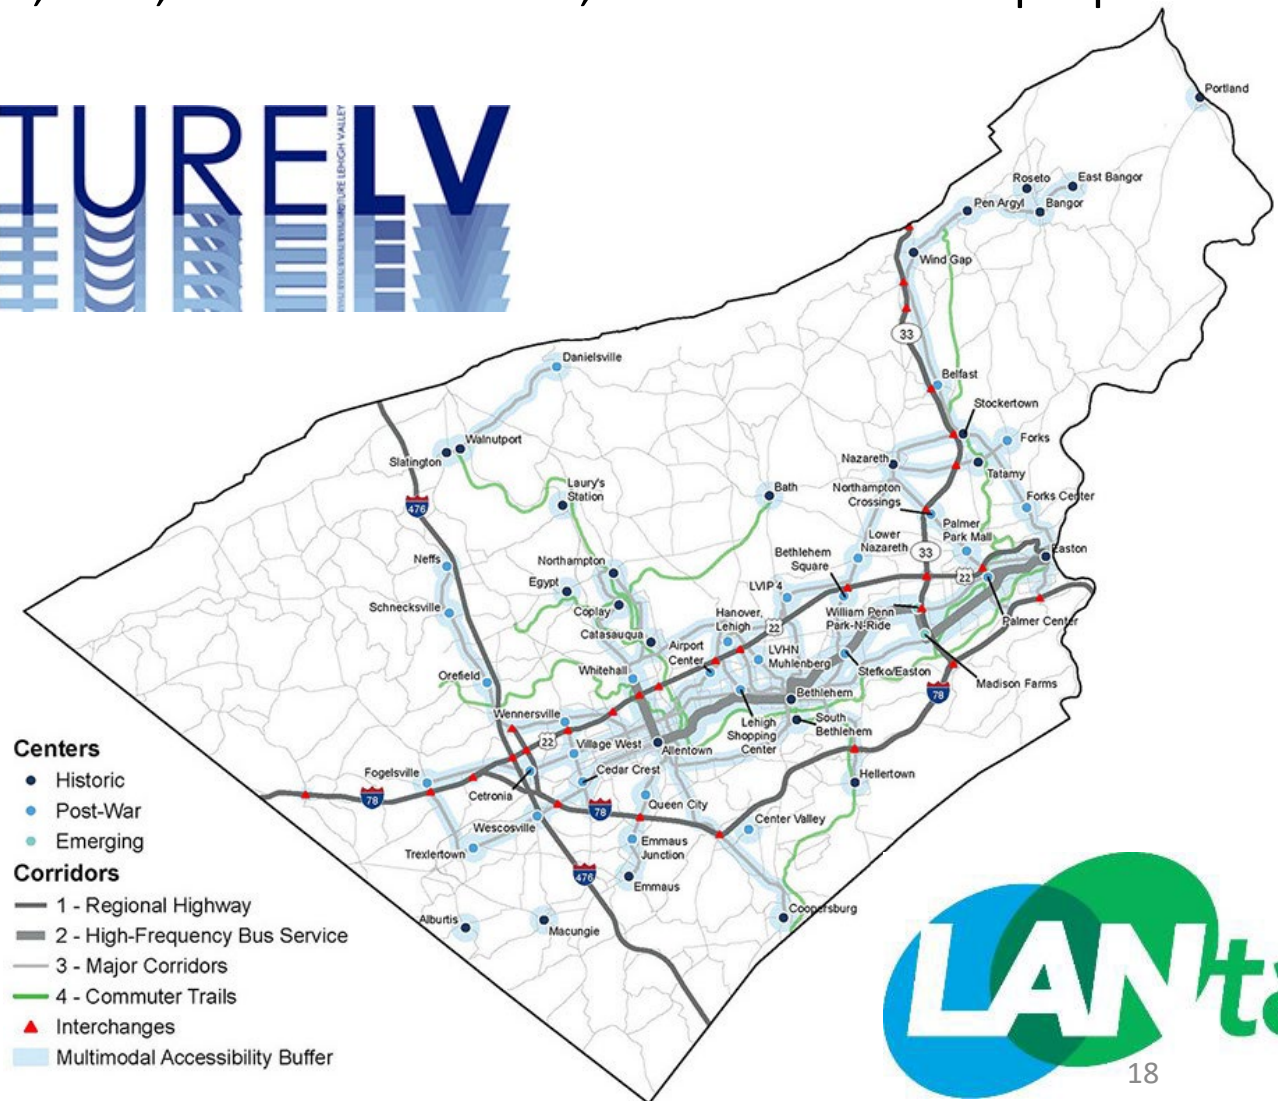 TURE LV
FUTURE LEHIGH VALLEY
Portland
Roseto
East Bangor
Pen Argyl
Bangor
Wind Gap
33
Danielsville
Belfast
Stockertown
Walnutport
Forks
Slatington
Nazareth
Tatamy
Laury's
Station
Bath
Northampton
Crossings
Forks Center
476
Palmer
Park Mall
Lower
Nazareth
33
Easton
Bethlehem
Square
Neffs
Northampton
22
Egypt
LVIP 4
Schnecksville
Coplay
Hanover,
Lehigh
William Penn
Park-N-Ride
Palmer Center
22
Catasauqua
Airport
Center
LVHN
Muhlenberg
Whitehall
Stefko/Easton
Orefield
Madison Farms
78
Bethlehem
Wennersville
Lehigh
Shopping
Center
South
Bethlehem
22
Village West
Allentown
Fogelsville
Cedar Crest
Hellertown
Cetronia
78
78
Queen City
Center Valley
Wescosville
Emmaus
Junction
Trexlertown
476
Emmaus
Coopersburg
Alburtis
Macungie
Centers
Historic
Post-War
Emerging
Corridors
1 - Regional Highway
2 - High-Frequency Bus Service
3 - Major Corridors
4 - Commuter Trails
Interchanges
Multimodal Accessibility Buffer
LANta
18